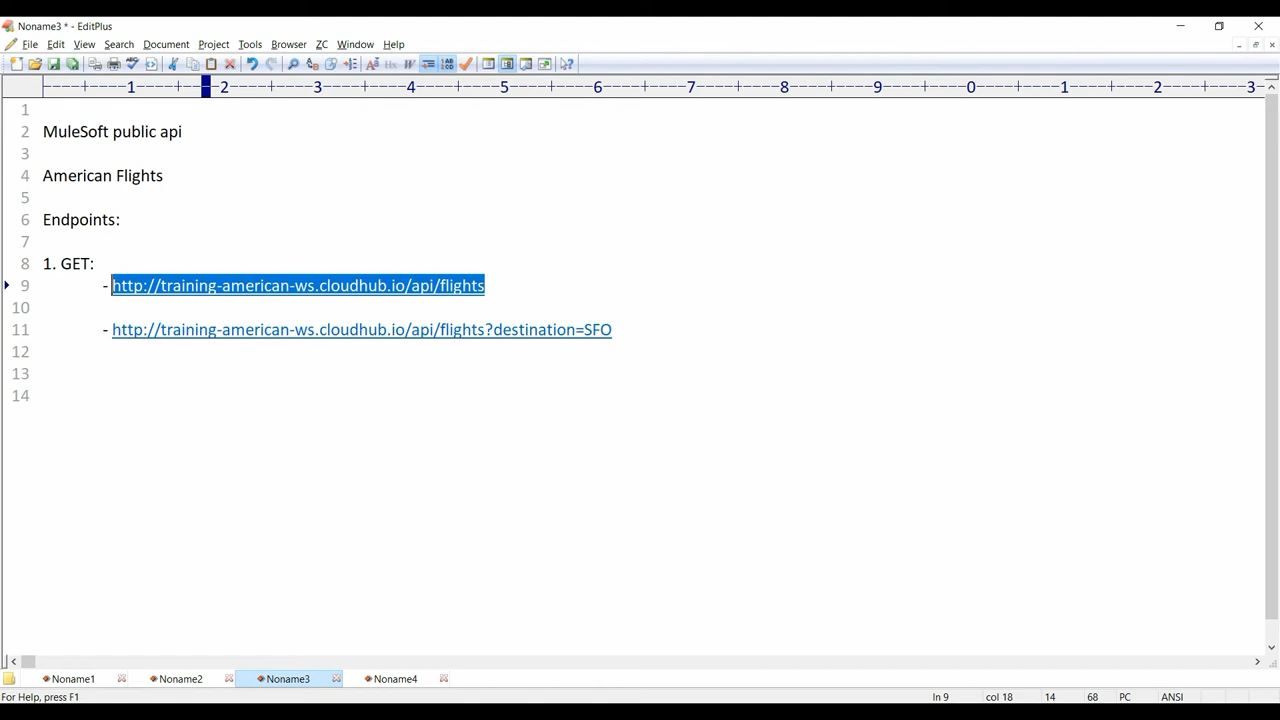 Noname3 * - EditPlus
File Edit View Search Document Project Tools Browser ZC Window Help
1 2 3 4 5 6 7 8 9 0 1 2 3
1
2 MuleSoft public api
3
4 American Flights
5
6 Endpoints:
7
8 1. GET:
9 - http://training-american-ws.cloudhub.io/api/flights
10
11 - http://training-american-ws.cloudhub.io/api/flights?destination=SFO
12
13
14
Noname1 Noname2 Noname3 Noname4
For Help, press F1 ln 9 col 18 14 68 PC ANSI